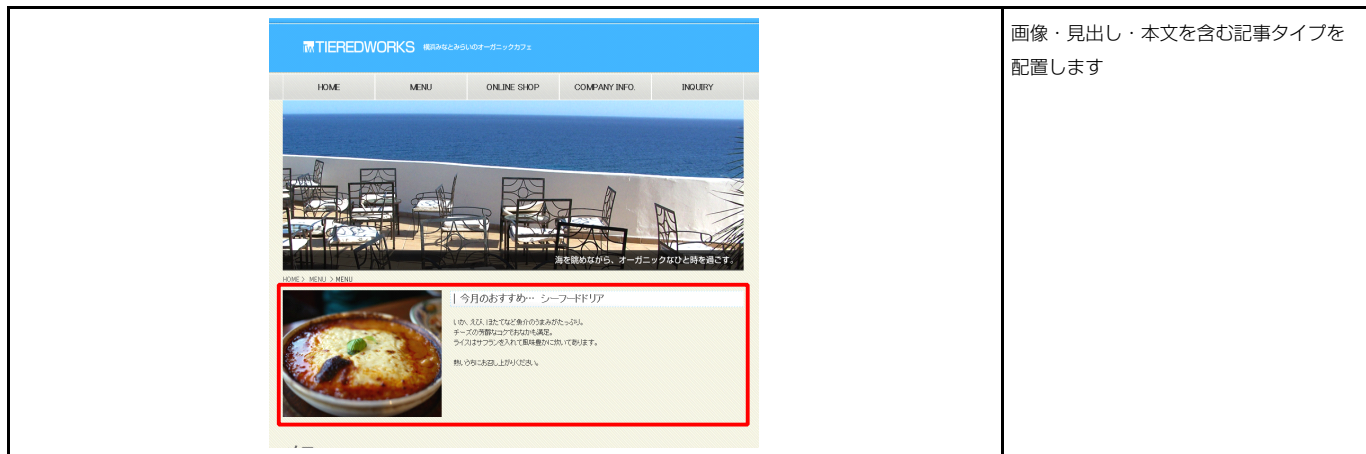 TIEREDWORKS 横浜みなとみらいのオーガニックカフェ
HOME MENU ONLINE SHOP COMPANY INFO. INQUIRY
海を眺めながら、オーガニックなひと時を過ごす。
HOME > MENU > MENU
今月のおすすめ… シーフードドリア
いか、えび、ほたてなど魚介のうまみがたっぷり。
チーズの芳醇なコクでおなかも満足。
ライスはサフランを入れて風味豊かに炊いてあります。
熱いうちにお召し上がりください。
画像・見出し・本文を含む記事タイプを
配置します